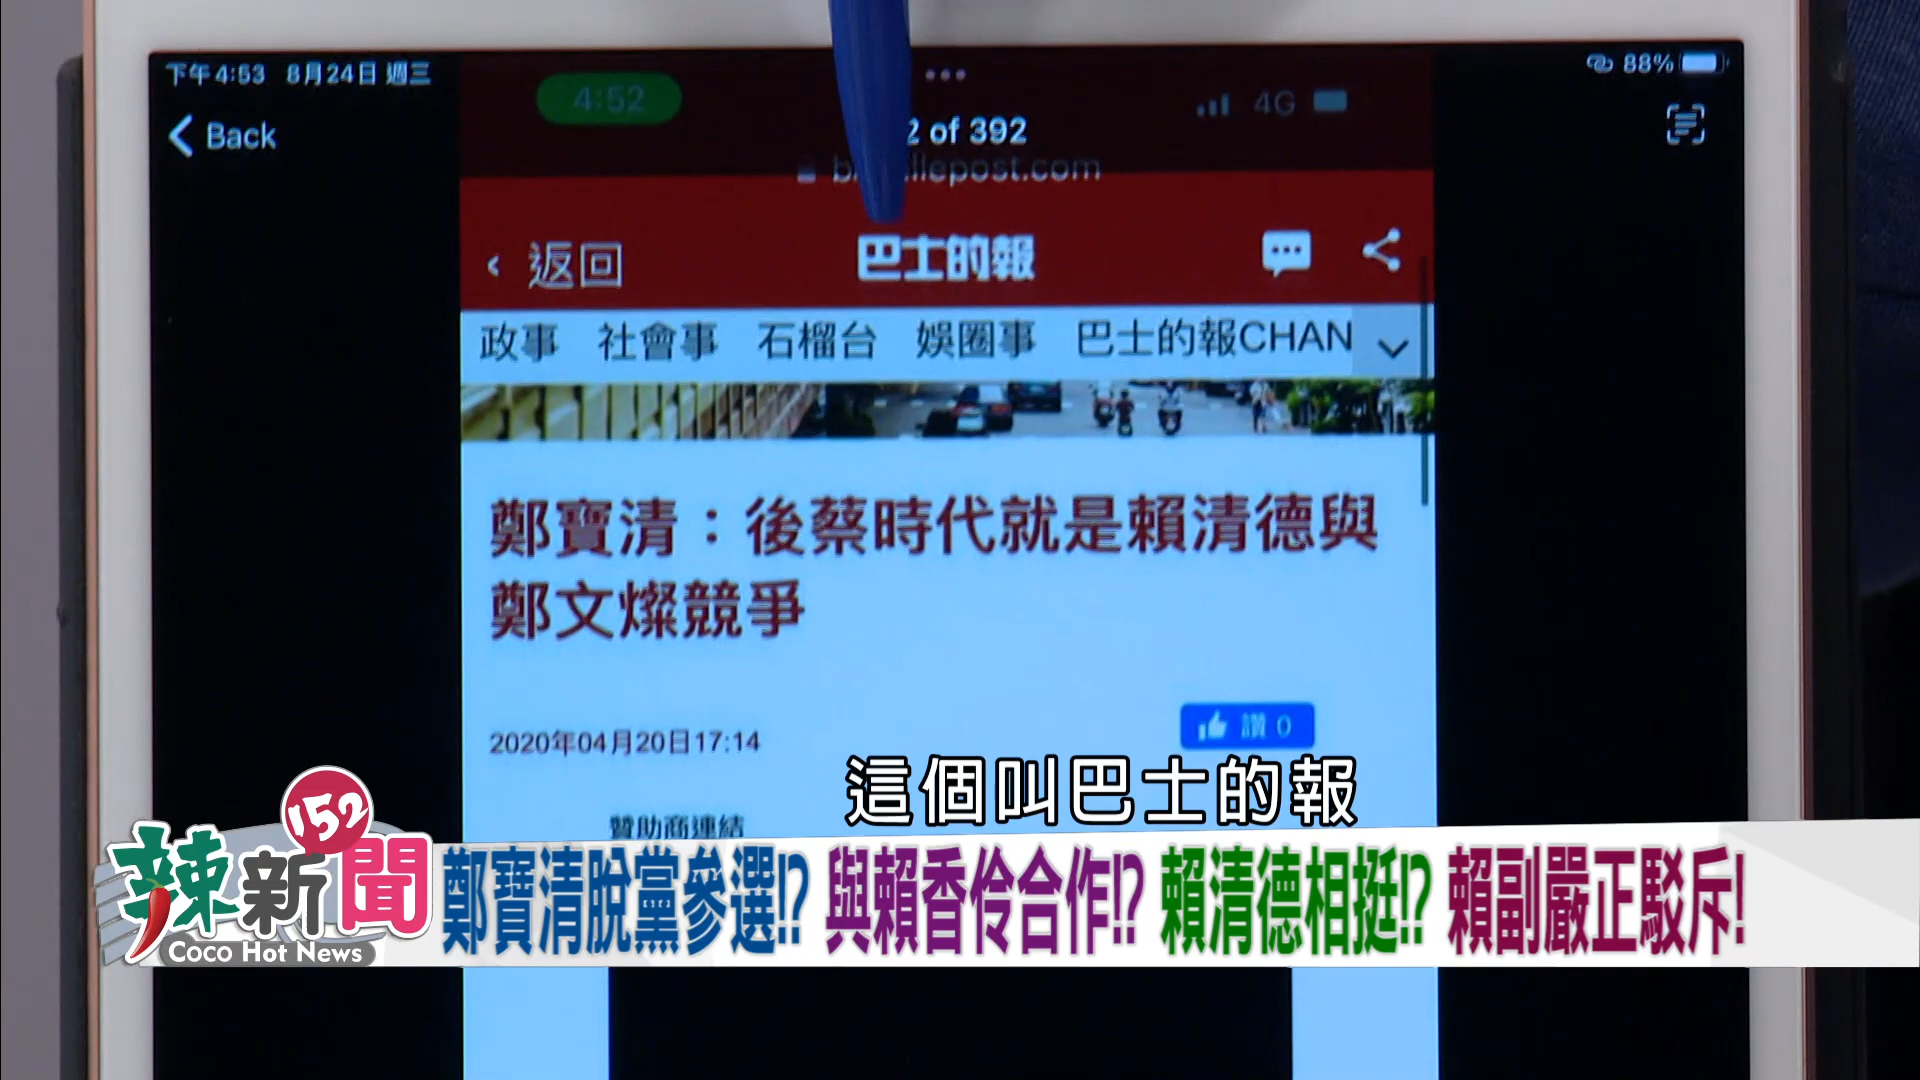 下午4:53 8月24日 週三
88%
4:52
4G
Back
2 of 392
llepost.com
返回
巴士的報
政事 社會事 石榴台 娛圈事 巴士的報CHAN
鄭寶清：後蔡時代就是賴清德與
鄭文燦競爭
2020年04月20日17:14
讚 0
贊助商連結
這個叫巴士的報
152
辣新聞
Coco Hot News
鄭寶清脫黨參選!? 與賴香伶合作!? 賴清德相挺!? 賴副嚴正駁斥!